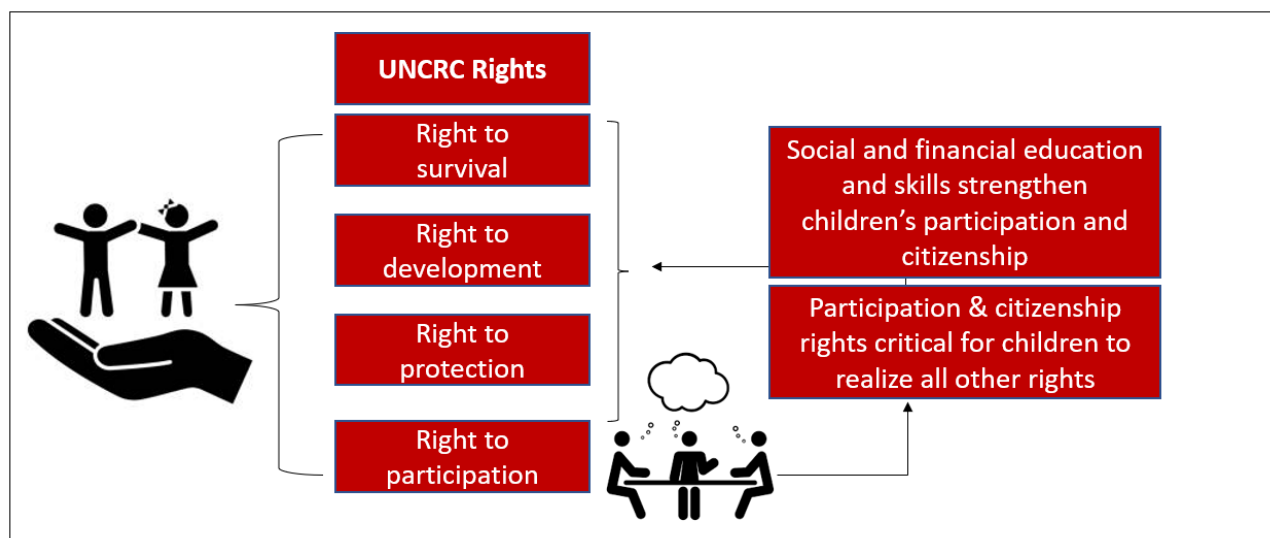 UNCRC Rights
Right to
survival
Right to
development
Right to
protection
Right to
participation
Social and financial education
and skills strengthen
children’s participation and
citizenship
Participation & citizenship
rights critical for children to
realize all other rights